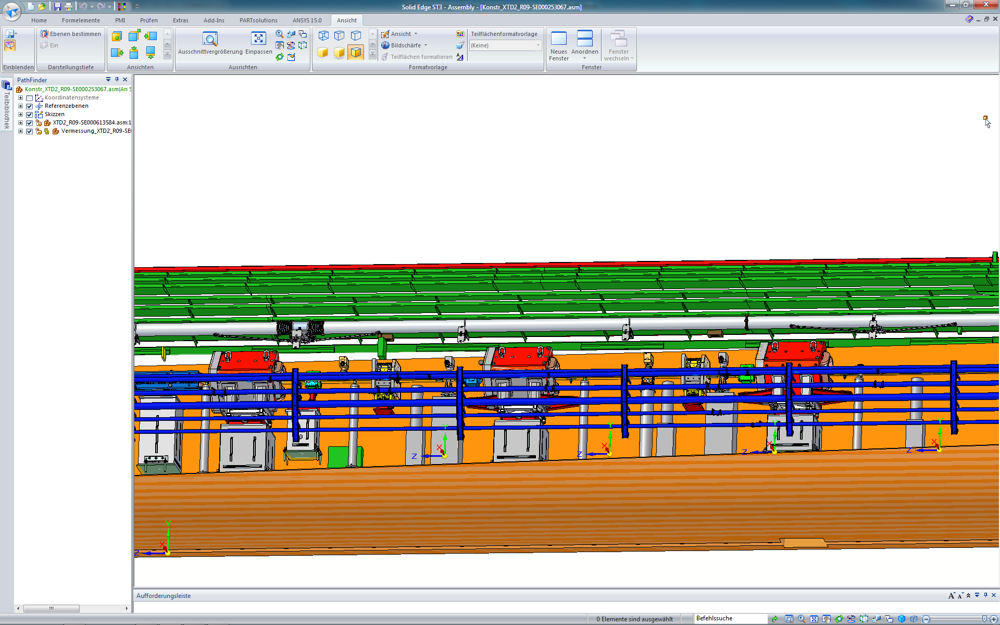 Solid Edge ST3 - Assembly - [Konstr_XTD2_R09-SE000253067.asm]
Home Formelemente PMI Prüfen Extras Add-Ins PARTsolutions ANSYS 15.0 Ansicht
Ebenen bestimmen
Ein
Ausschnittvergrößerung Einpassen
Ansicht
Bildschärfe
Teilflächen formatieren
Teilflächenformatvorlage
(Keine)
Neues Fenster
Anordnen
Fenster wechseln
Einblenden Darstellungstiefe Ansichten Ausrichten Formatvorlage Fenster
Teilbibliothek
PathFinder
Konstr_XTD2_R09-SE000253067.asm(An S
Koordinatensysteme
Referenzebenen
Skizzen
XTD2_R09-SE000613584.asm:1
Vermessung_XTD2_R09-SE
Y
X
Z
Y
X
Z
Y
X
Z
Y
X
Z
Y
X
Z
Aufforderungsleiste
0 Elemente sind ausgewählt
Befehlssuche